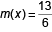 m(x) = 13/6